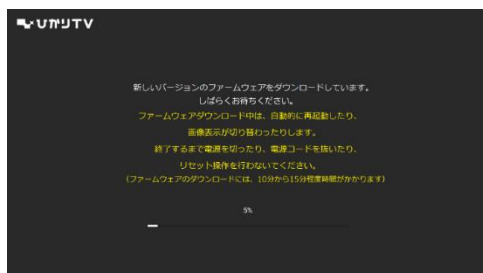 ひかりTV
新しいバージョンのファームウェアをダウンロードしています。
しばらくお待ちください。
ファームウェアダウンロード中は、自動的に再起動したり、
画像表示が切り替わったりします。
終了するまで電源を切ったり、電源コードを抜いたり、
リセット操作を行わないでください。
(ファームウェアのダウンロードには、10分から15分程度時間がかかります)
5%